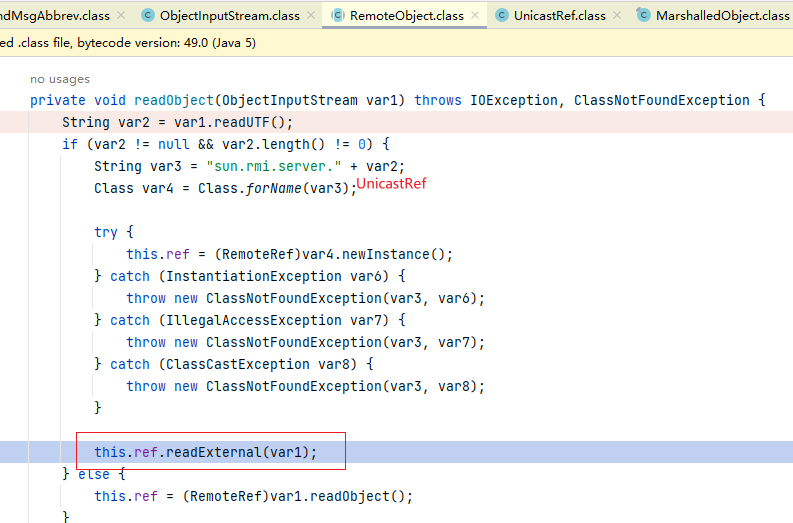 ndMsgAbbrev.class ObjectInputStream.class RemoteObject.class UnicastRef.class MarshalledObject.class
ed .class file, bytecode version: 49.0 (Java 5)
no usages
private void readObject(ObjectInputStream var1) throws IOException, ClassNotFoundException {
String var2 = var1.readUTF();
if (var2 != null && var2.length() != 0) {
String var3 = "sun.rmi.server." + var2;
Class var4 = Class.forName(var3); UnicastRef
try {
this.ref = (RemoteRef)var4.newInstance();
} catch (InstantiationException var6) {
throw new ClassNotFoundException(var3, var6);
} catch (IllegalAccessException var7) {
throw new ClassNotFoundException(var3, var7);
} catch (ClassCastException var8) {
throw new ClassNotFoundException(var3, var8);
}
this.ref.readExternal(var1);
} else {
this.ref = (RemoteRef)var1.readObject();
}